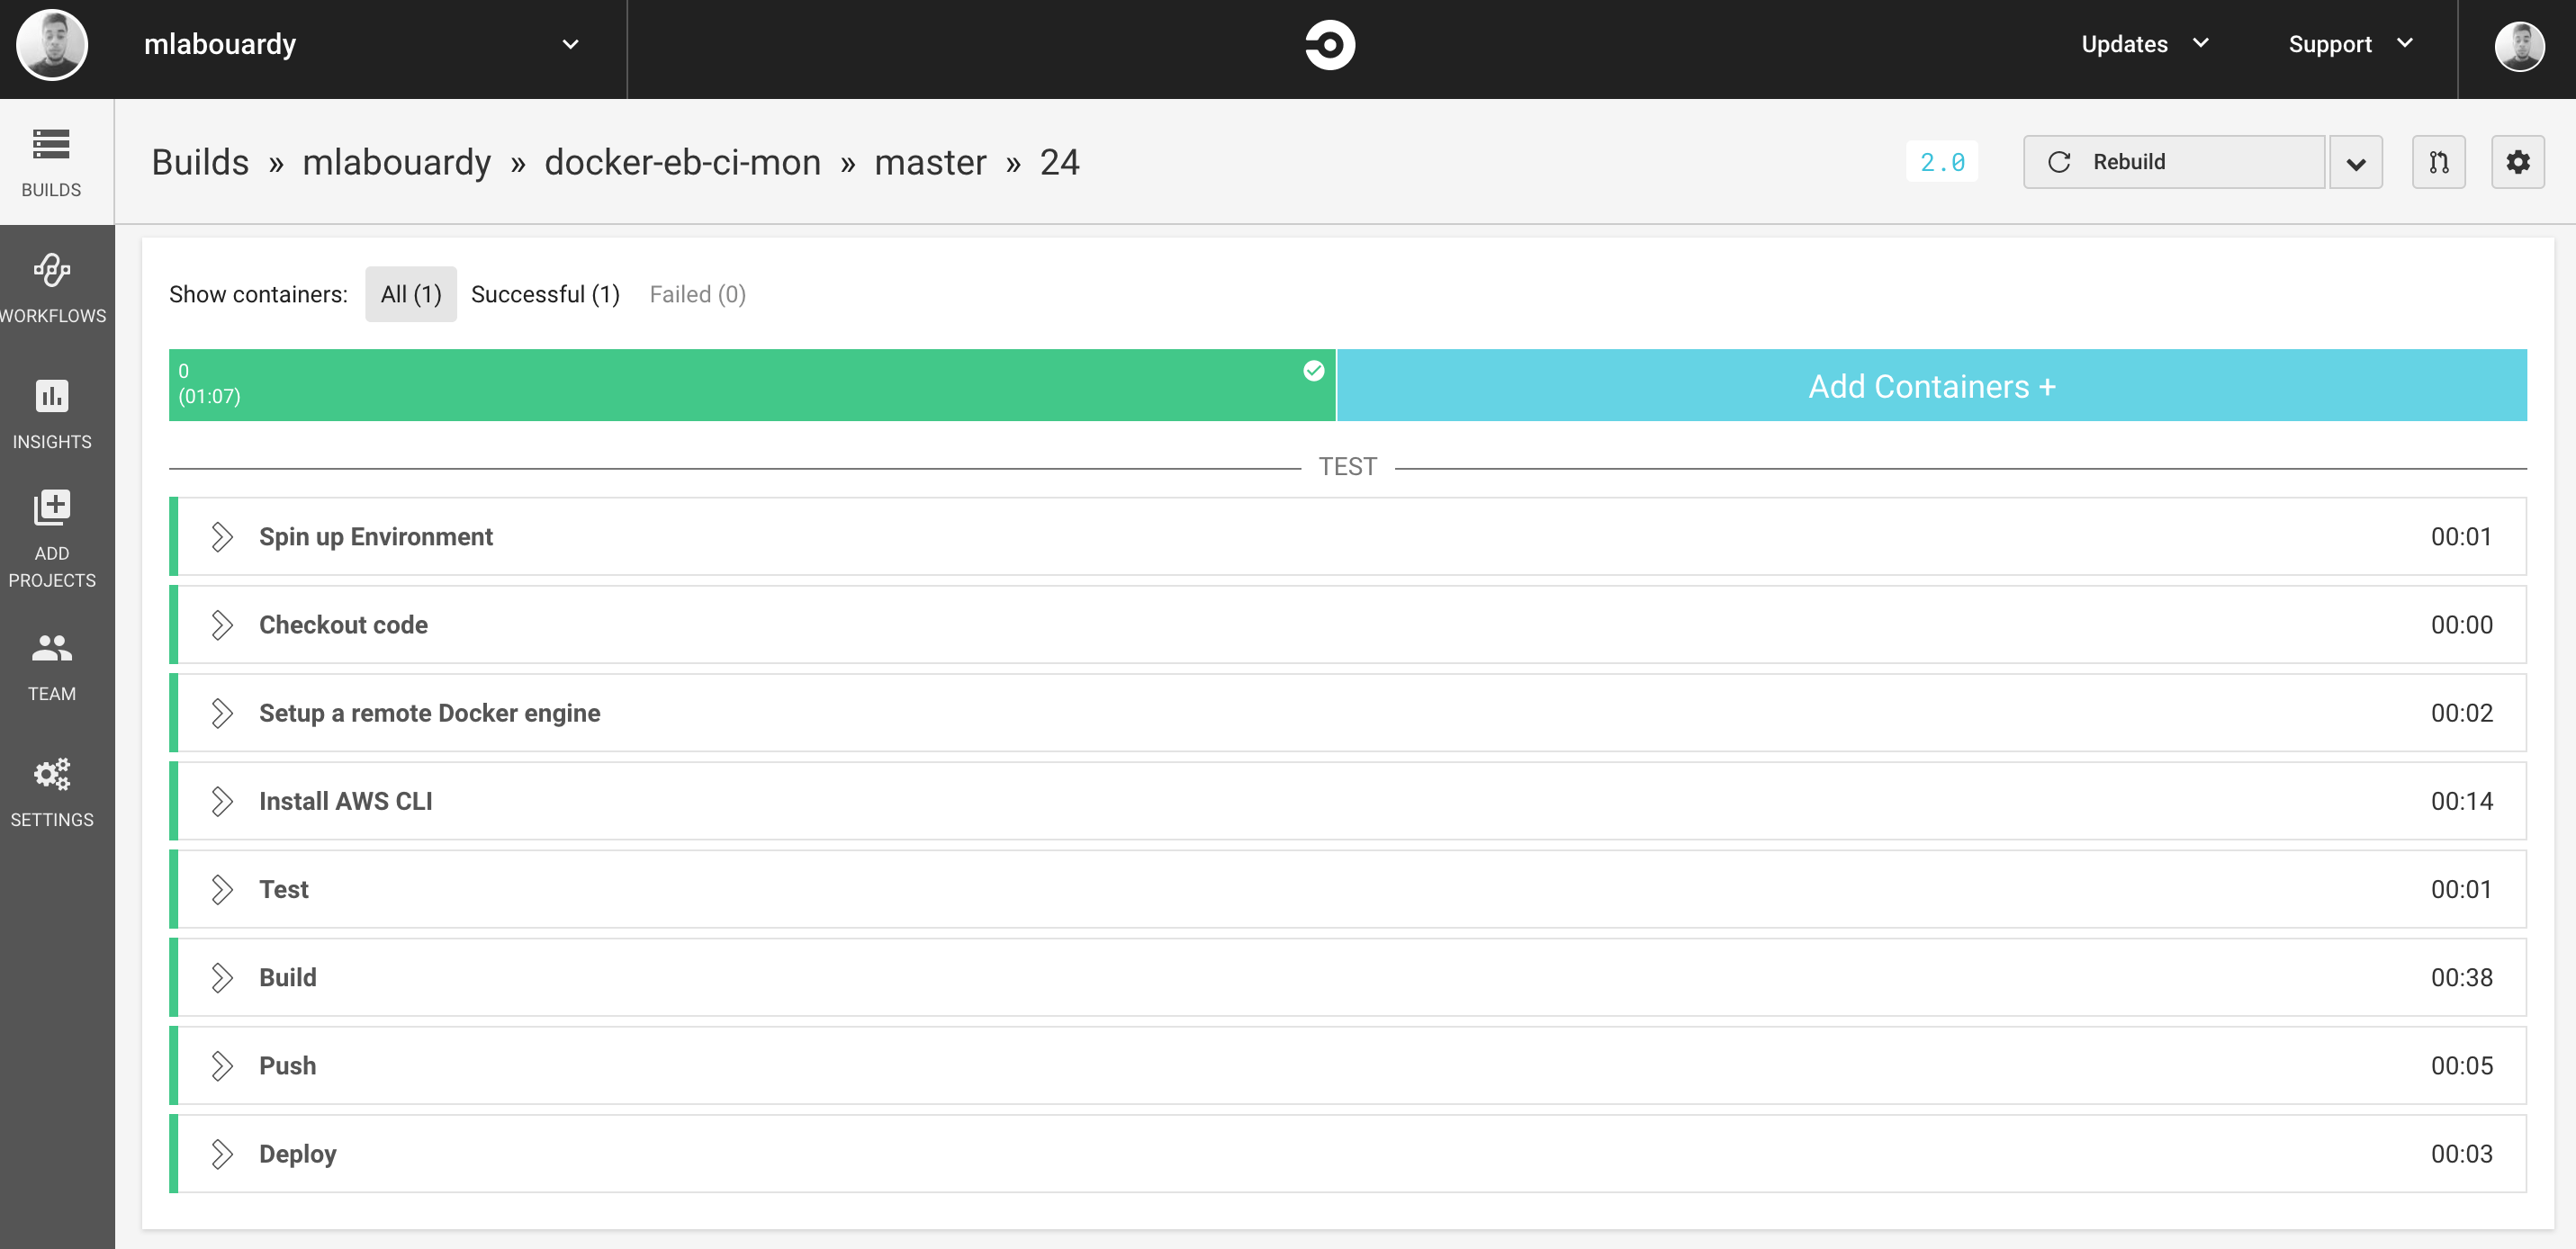 mlabouardy
Updates
Support
BUILDS
WORKFLOWS
INSIGHTS
ADD
PROJECTS
TEAM
SETTINGS
Builds » mlabouardy » docker-eb-ci-mon » master » 24
2.0
Rebuild
Show containers: All (1) Successful (1) Failed (0)
0
(01:07)
Add Containers +
TEST
Spin up Environment 00:01
Checkout code 00:00
Setup a remote Docker engine 00:02
Install AWS CLI 00:14
Test 00:01
Build 00:38
Push 00:05
Deploy 00:03